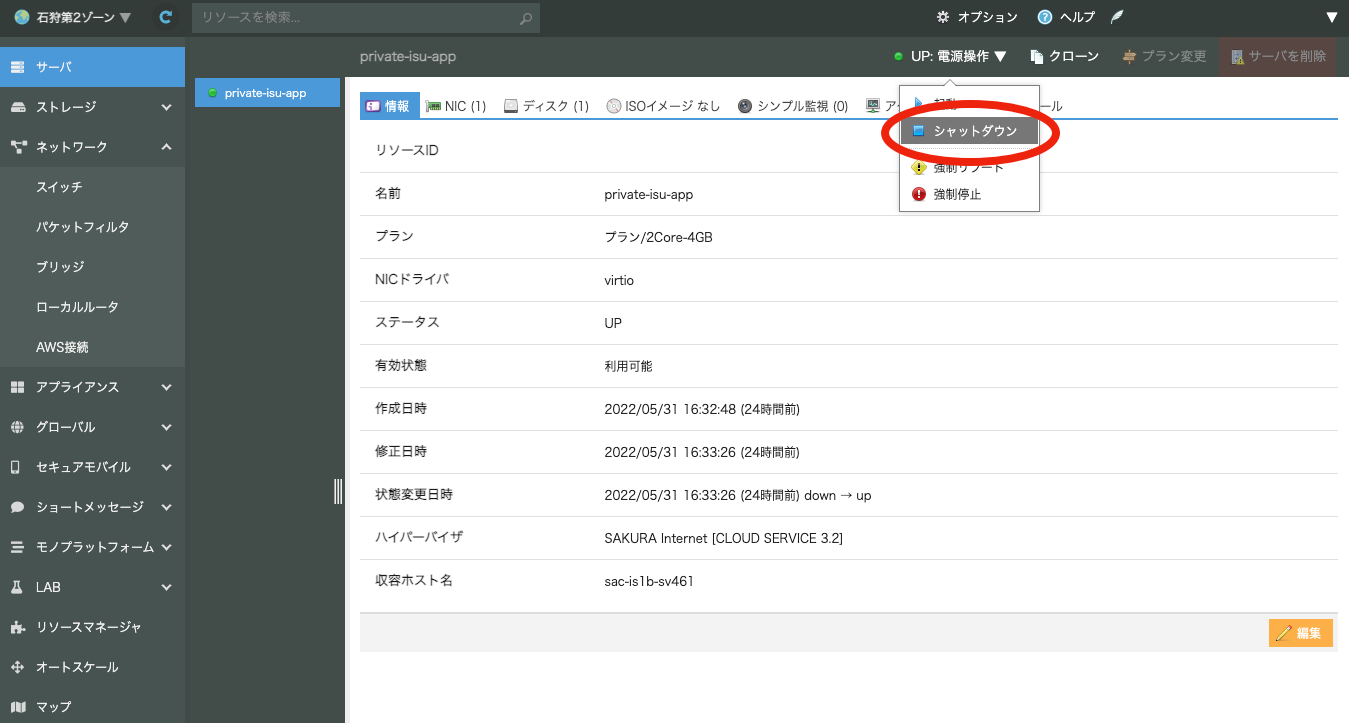 石狩第2ゾーン▼
リソースを検索...
オプション
ヘルプ
▼
サーバ
ストレージ
ネットワーク
スイッチ
パケットフィルタ
ブリッジ
ローカルルータ
AWS接続
アプライアンス
グローバル
セキュアモバイル
ショートメッセージ
モノプラットフォーム
LAB
リソースマネージャ
オートスケール
マップ
private-isu-app
private-isu-app
UP: 電源操作▼
クローン
プラン変更
サーバを削除
情報
NIC (1)
ディスク (1)
ISOイメージ なし
シンプル監視 (0)
起動
シャットダウン
強制リブート
強制停止
リソースID
名前 private-isu-app
プラン プラン/2Core-4GB
NICドライバ virtio
ステータス UP
有効状態 利用可能
作成日時 2022/05/31 16:32:48 (24時間前)
修正日時 2022/05/31 16:33:26 (24時間前)
状態変更日時 2022/05/31 16:33:26 (24時間前) down → up
ハイパーバイザ SAKURA Internet [CLOUD SERVICE 3.2]
収容ホスト名 sac-is1b-sv461
編集